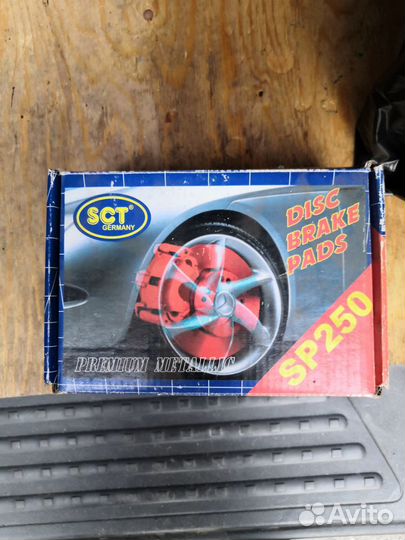 SCT®
GERMANY
DISC
BRAKE
PADS
PREMIUM METALLIC
SP250
Avito